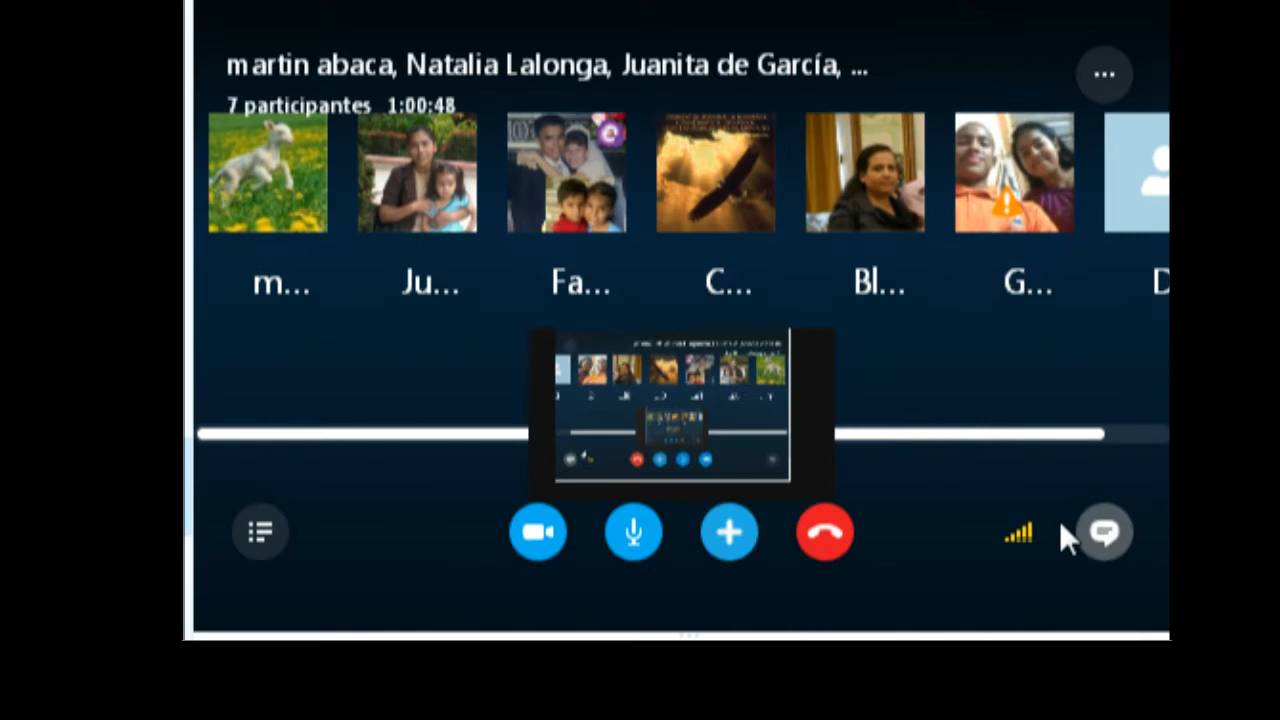 martin abaca, Natalia Lalonga, Juanita de García, ...
7 participantes 1:00:48
m... Ju... Fa... C... Bl... G... D